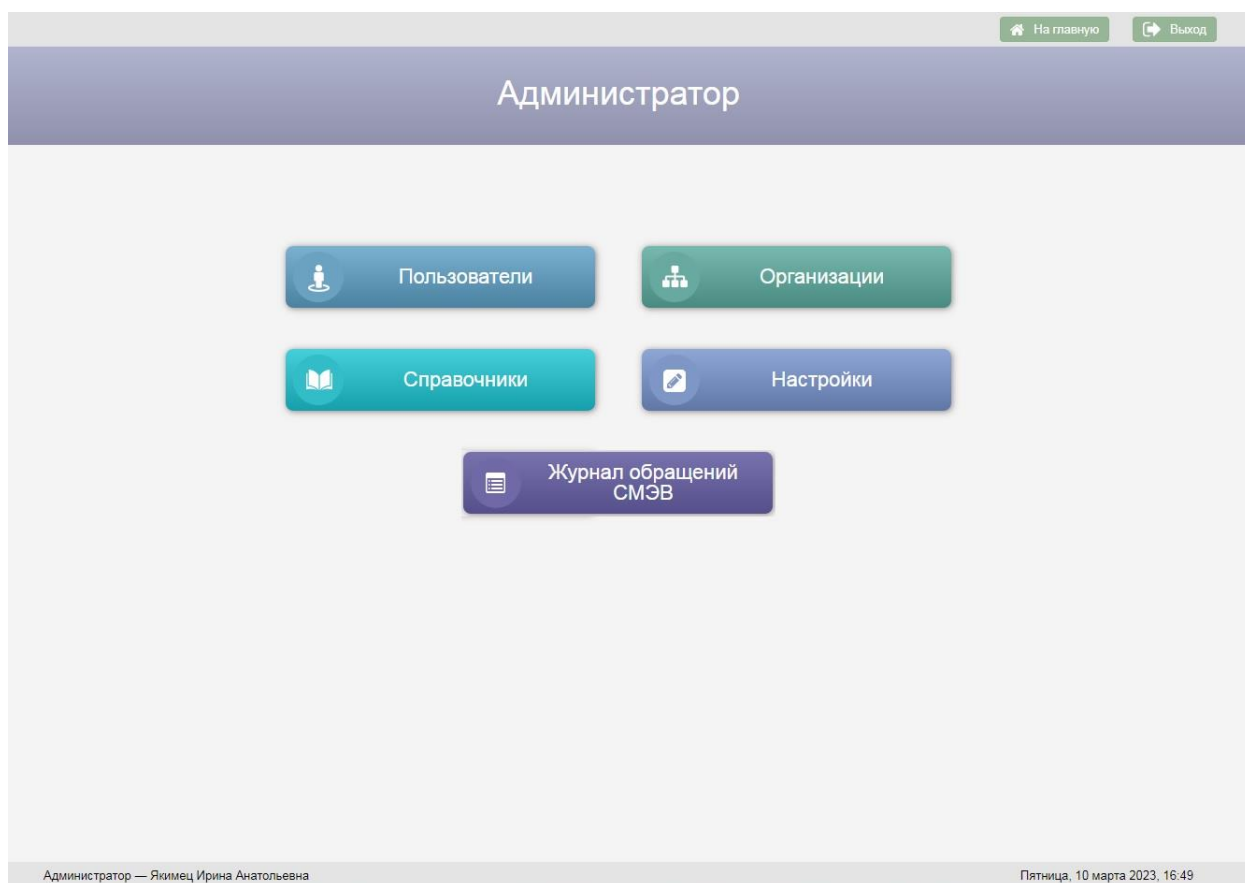 На главную
Выход
Администратор
Пользователи
Организации
Справочники
Настройки
Журнал обращений
СМЭВ
Администратор — Якимец Ирина Анатольевна
Пятница, 10 марта 2023, 16:49